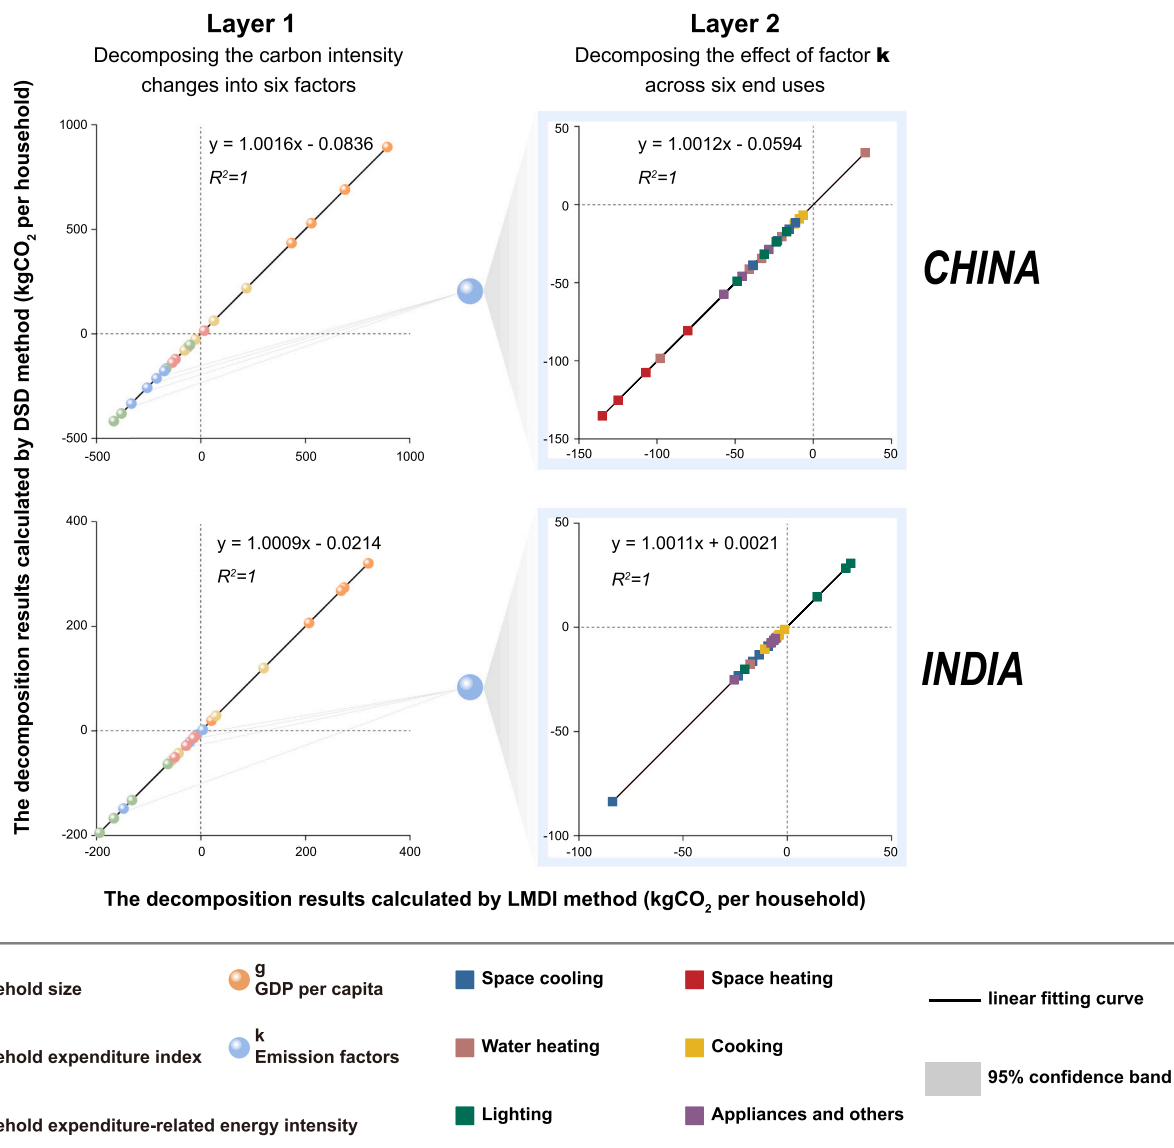 Layer 1
Decomposing the carbon intensity
changes into six factors
Layer 2
Decomposing the effect of factor k
across six end uses
The decomposition results calculated by DSD method (kgCO2 per household)
1000
500
0
-500
-500
0
500
1000
y = 1.0016x - 0.0836
R²=1
50
0
-50
-100
-150
-150
-100
-50
0
50
y = 1.0012x - 0.0594
R²=1
CHINA
400
200
0
-200
-200
0
200
400
y = 1.0009x - 0.0214
R²=1
50
0
-50
-100
-100
-50
0
50
y = 1.0011x + 0.0021
R²=1
INDIA
The decomposition results calculated by LMDI method (kgCO2 per household)
ehold size
g
GDP per capita
Space cooling
Space heating
linear fitting curve
ehold expenditure index
k
Emission factors
Water heating
Cooking
95% confidence band
ehold expenditure-related energy intensity
Lighting
Appliances and others